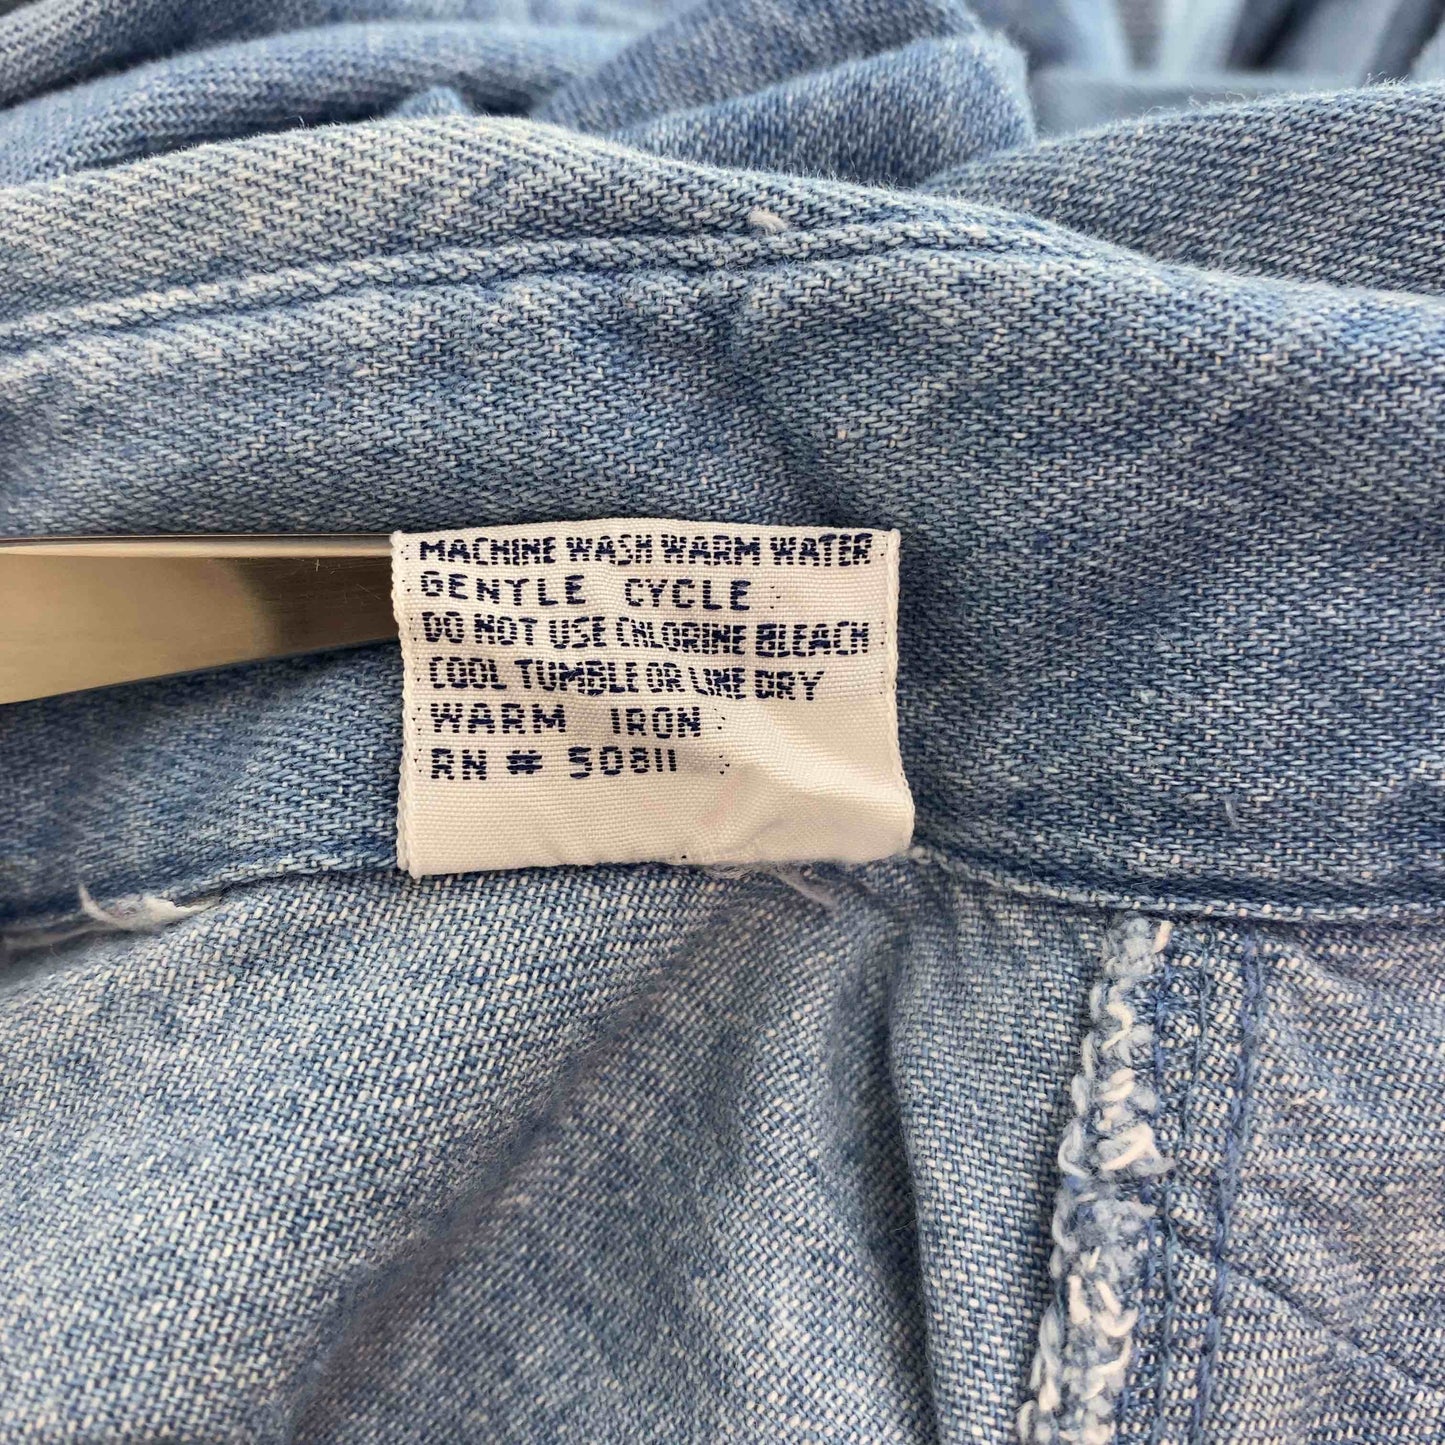 MACHINE WASH WARM WATER
GENTLE CYCLE
DO NOT USE CHLORINE BLEACH
COOL TUMBLE OR LINE DRY
WARM IRON
RN # 50811